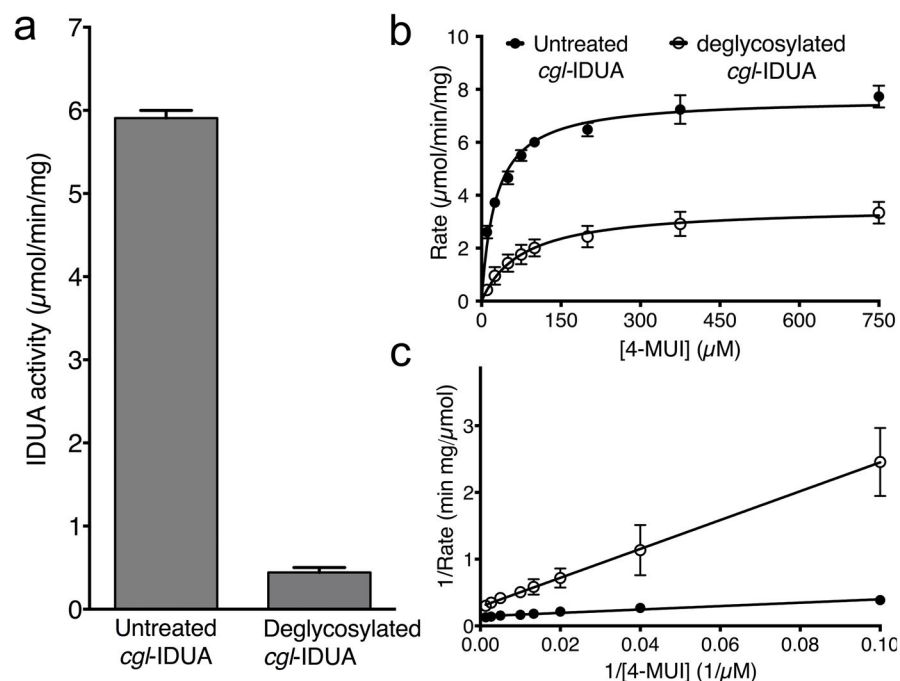 a
IDUA activity (µmol/min/mg)
7
6
5
4
3
2
1
0
Untreated
cgl-IDUA
Deglycosylated
cgl-IDUA
b
Untreated
cgl-IDUA
deglycosylated
cgl-IDUA
Rate (µmol/min/mg)
10
8
6
4
2
0
0 150 300 450 600 750
[4-MUI] (µM)
c
1/Rate (min mg/µmol)
3
2
1
0
0.00 0.02 0.04 0.06 0.08 0.10
1/[4-MUI] (1/µM)